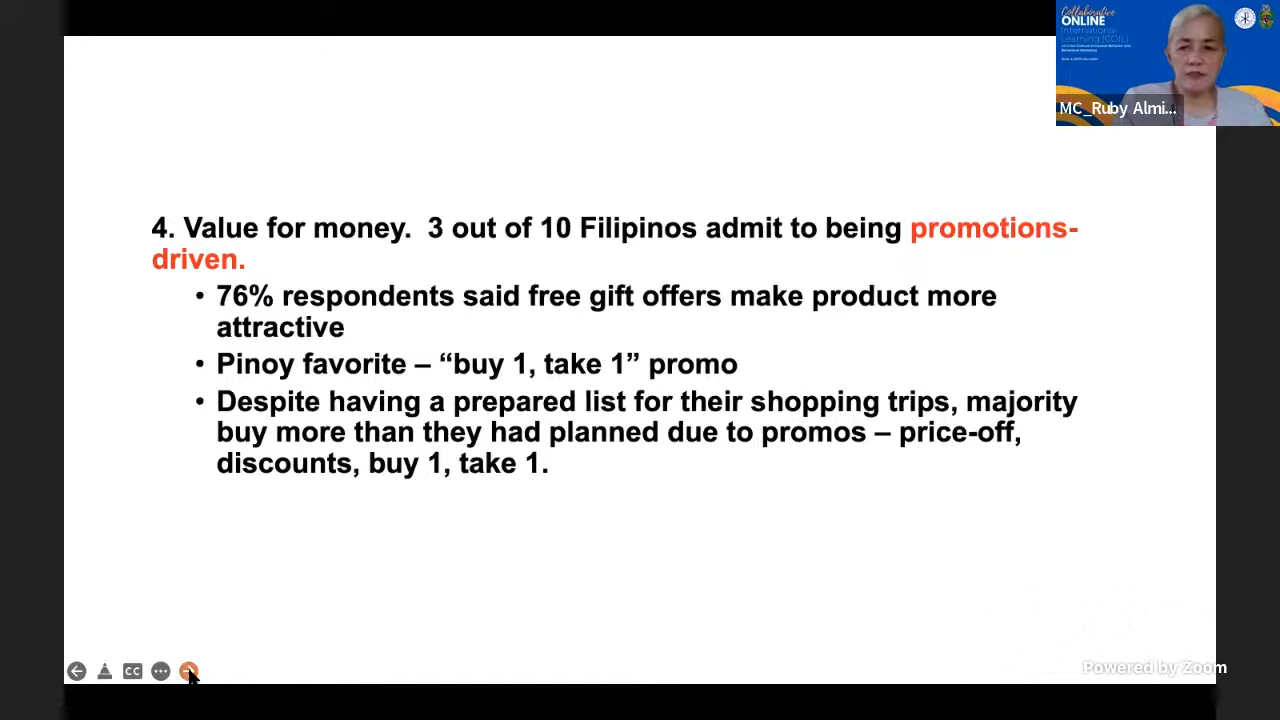 Collaborative
ONLINE
International
Learning (COIL)
MC_Ruby Almi...
4. Value for money.  3 out of 10 Filipinos admit to being promotions-
driven.
• 76% respondents said free gift offers make product more
attractive
• Pinoy favorite – “buy 1, take 1” promo
• Despite having a prepared list for their shopping trips, majority
buy more than they had planned due to promos – price-off,
discounts, buy 1, take 1.
CC
Powered by Zoom